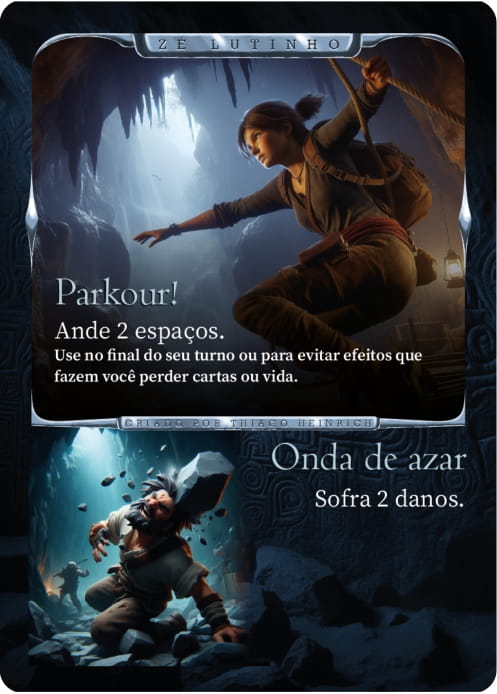 ZÉ LUTINHO
Parkour!
Ande 2 espaços.
Use no final do seu turno ou para evitar efeitos que
fazem você perder cartas ou vida.
CRIADO POR THIAGO HEINRICH
Onda de azar
Sofra 2 danos.